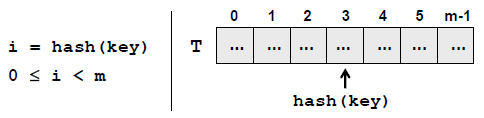 i = hash(key)
0 ≤ i < m
0 1 2 3 4 5 m-1
T ... ... ... ... ... ... ...
hash(key)